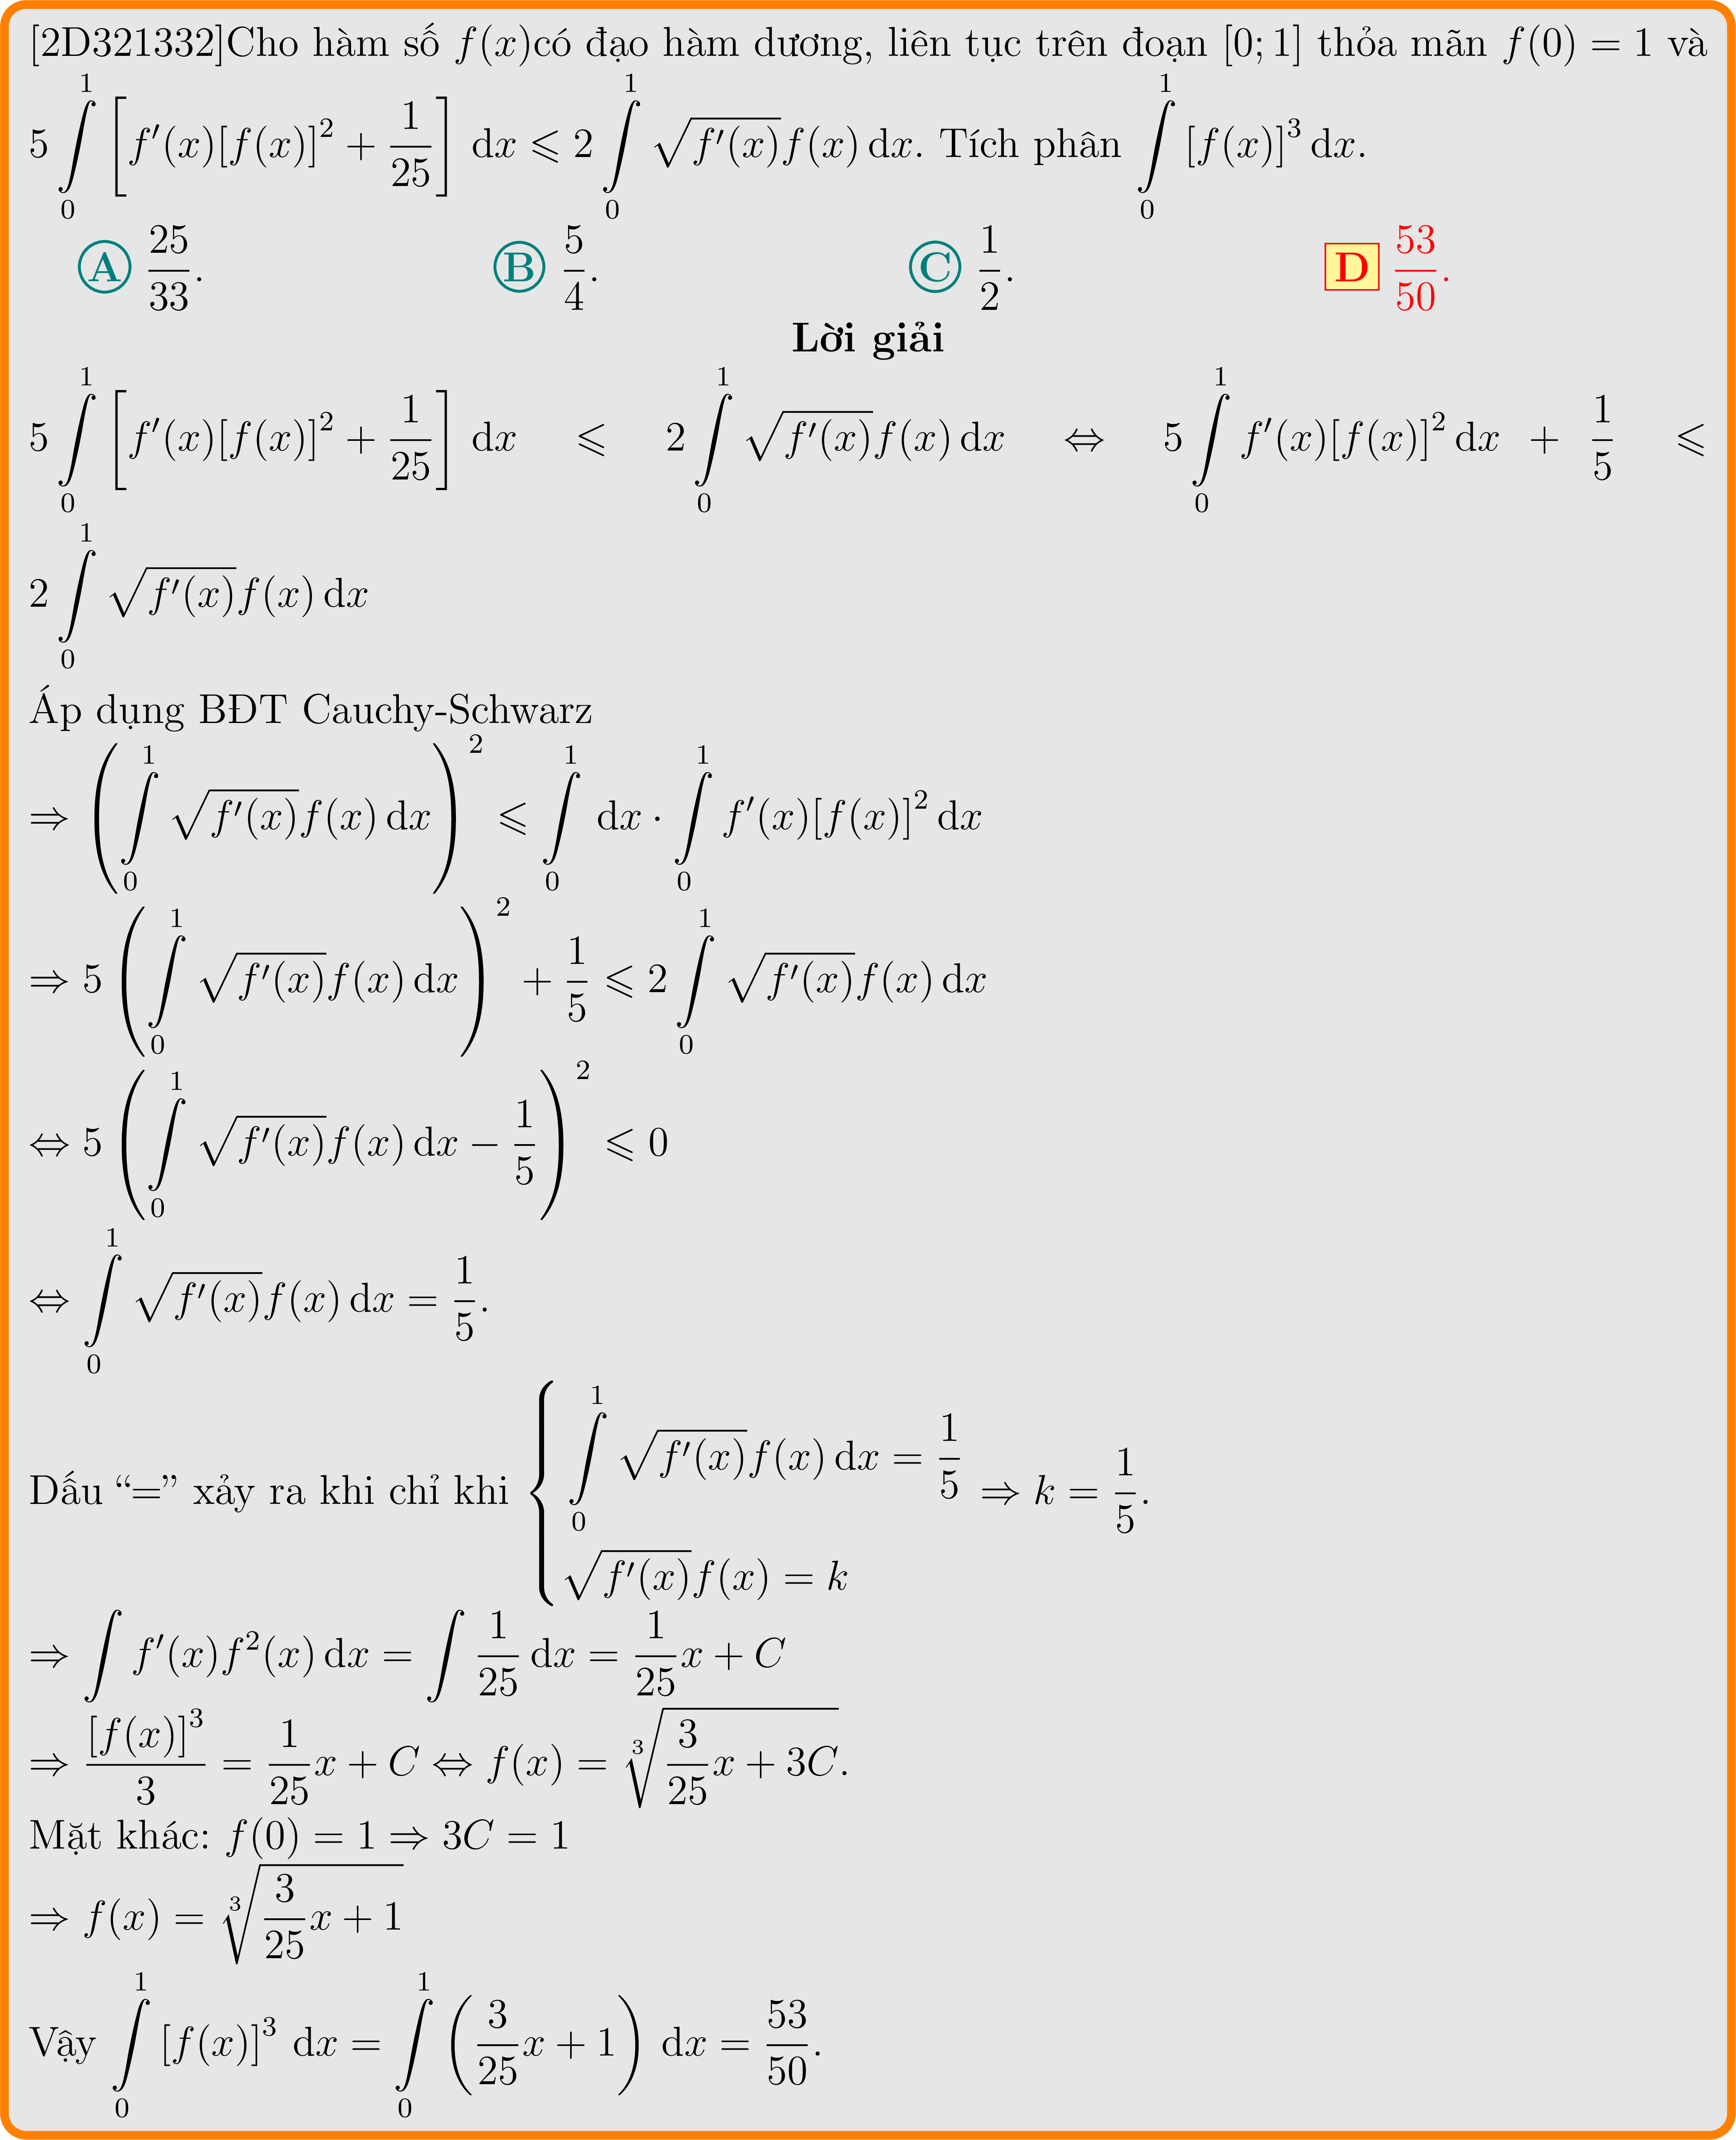 [2D321332]Cho hàm số $f(x)$có đạo hàm dương, liên tục trên đoạn $[0;1]$ thỏa mãn $f(0)=1$ và
$5\int\limits_0^1\left[f'(x)[f(x)]^2+\frac{1}{25}\right]\,\mathrm{d}x\leqslant 2\int\limits_0^1\sqrt{f'(x)}f(x)\,\mathrm{d}x$. Tích phân $\int\limits_0^1[f(x)]^3\,\mathrm{d}x$.
A $\frac{25}{33}$. B $\frac{5}{4}$. C $\frac{1}{2}$. D $\frac{53}{50}$.
Lời giải
$5\int\limits_0^1\left[f'(x)[f(x)]^2+\frac{1}{25}\right]\,\mathrm{d}x\leqslant 2\int\limits_0^1\sqrt{f'(x)}f(x)\,\mathrm{d}x\Leftrightarrow 5\int\limits_0^1 f'(x)[f(x)]^2\,\mathrm{d}x+\frac{1}{5}\leqslant$
$2\int\limits_0^1\sqrt{f'(x)}f(x)\,\mathrm{d}x$
Áp dụng BĐT Cauchy-Schwarz
$\Rightarrow\left(\int\limits_0^1\sqrt{f'(x)}f(x)\,\mathrm{d}x\right)^2\leqslant\int\limits_0^1\,\mathrm{d}x\cdot\int\limits_0^1 f'(x)[f(x)]^2\,\mathrm{d}x$
$\Rightarrow 5\left(\int\limits_0^1\sqrt{f'(x)}f(x)\,\mathrm{d}x\right)^2+\frac{1}{5}\leqslant 2\int\limits_0^1\sqrt{f'(x)}f(x)\,\mathrm{d}x$
$\Leftrightarrow 5\left(\int\limits_0^1\sqrt{f'(x)}f(x)\,\mathrm{d}x-\frac{1}{5}\right)^2\leqslant 0$
$\Leftrightarrow\int\limits_0^1\sqrt{f'(x)}f(x)\,\mathrm{d}x=\frac{1}{5}$.
Dấu “=” xảy ra khi chỉ khi $\begin{cases}\int\limits_0^1\sqrt{f'(x)}f(x)\,\mathrm{d}x=\frac{1}{5}\\ \sqrt{f'(x)}f(x)=k\end{cases}\Rightarrow k=\frac{1}{5}$.
$\Rightarrow\int f'(x)f^2(x)\,\mathrm{d}x=\int\frac{1}{25}\,\mathrm{d}x=\frac{1}{25}x+C$
$\Rightarrow\frac{[f(x)]^3}{3}=\frac{1}{25}x+C\Leftrightarrow f(x)=\sqrt[3]{\frac{3}{25}x+3C}$.
Mặt khác: $f(0)=1\Rightarrow 3C=1$
$\Rightarrow f(x)=\sqrt[3]{\frac{3}{25}x+1}$
Vậy $\int\limits_0^1[f(x)]^3\,\mathrm{d}x=\int\limits_0^1\left(\frac{3}{25}x+1\right)\,\mathrm{d}x=\frac{53}{50}$.